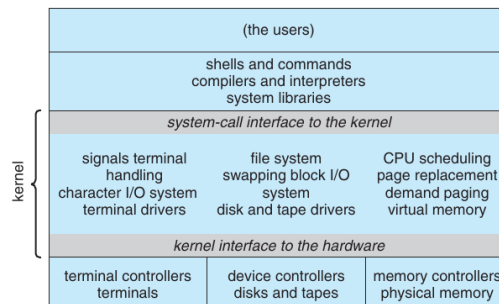 (the users)
shells and commands
compilers and interpreters
system libraries
system-call interface to the kernel
kernel
signals terminal
handling
character I/O system
terminal drivers
file system
swapping block I/O
system
disk and tape drivers
CPU scheduling
page replacement
demand paging
virtual memory
kernel interface to the hardware
terminal controllers
terminals
device controllers
disks and tapes
memory controllers
physical memory